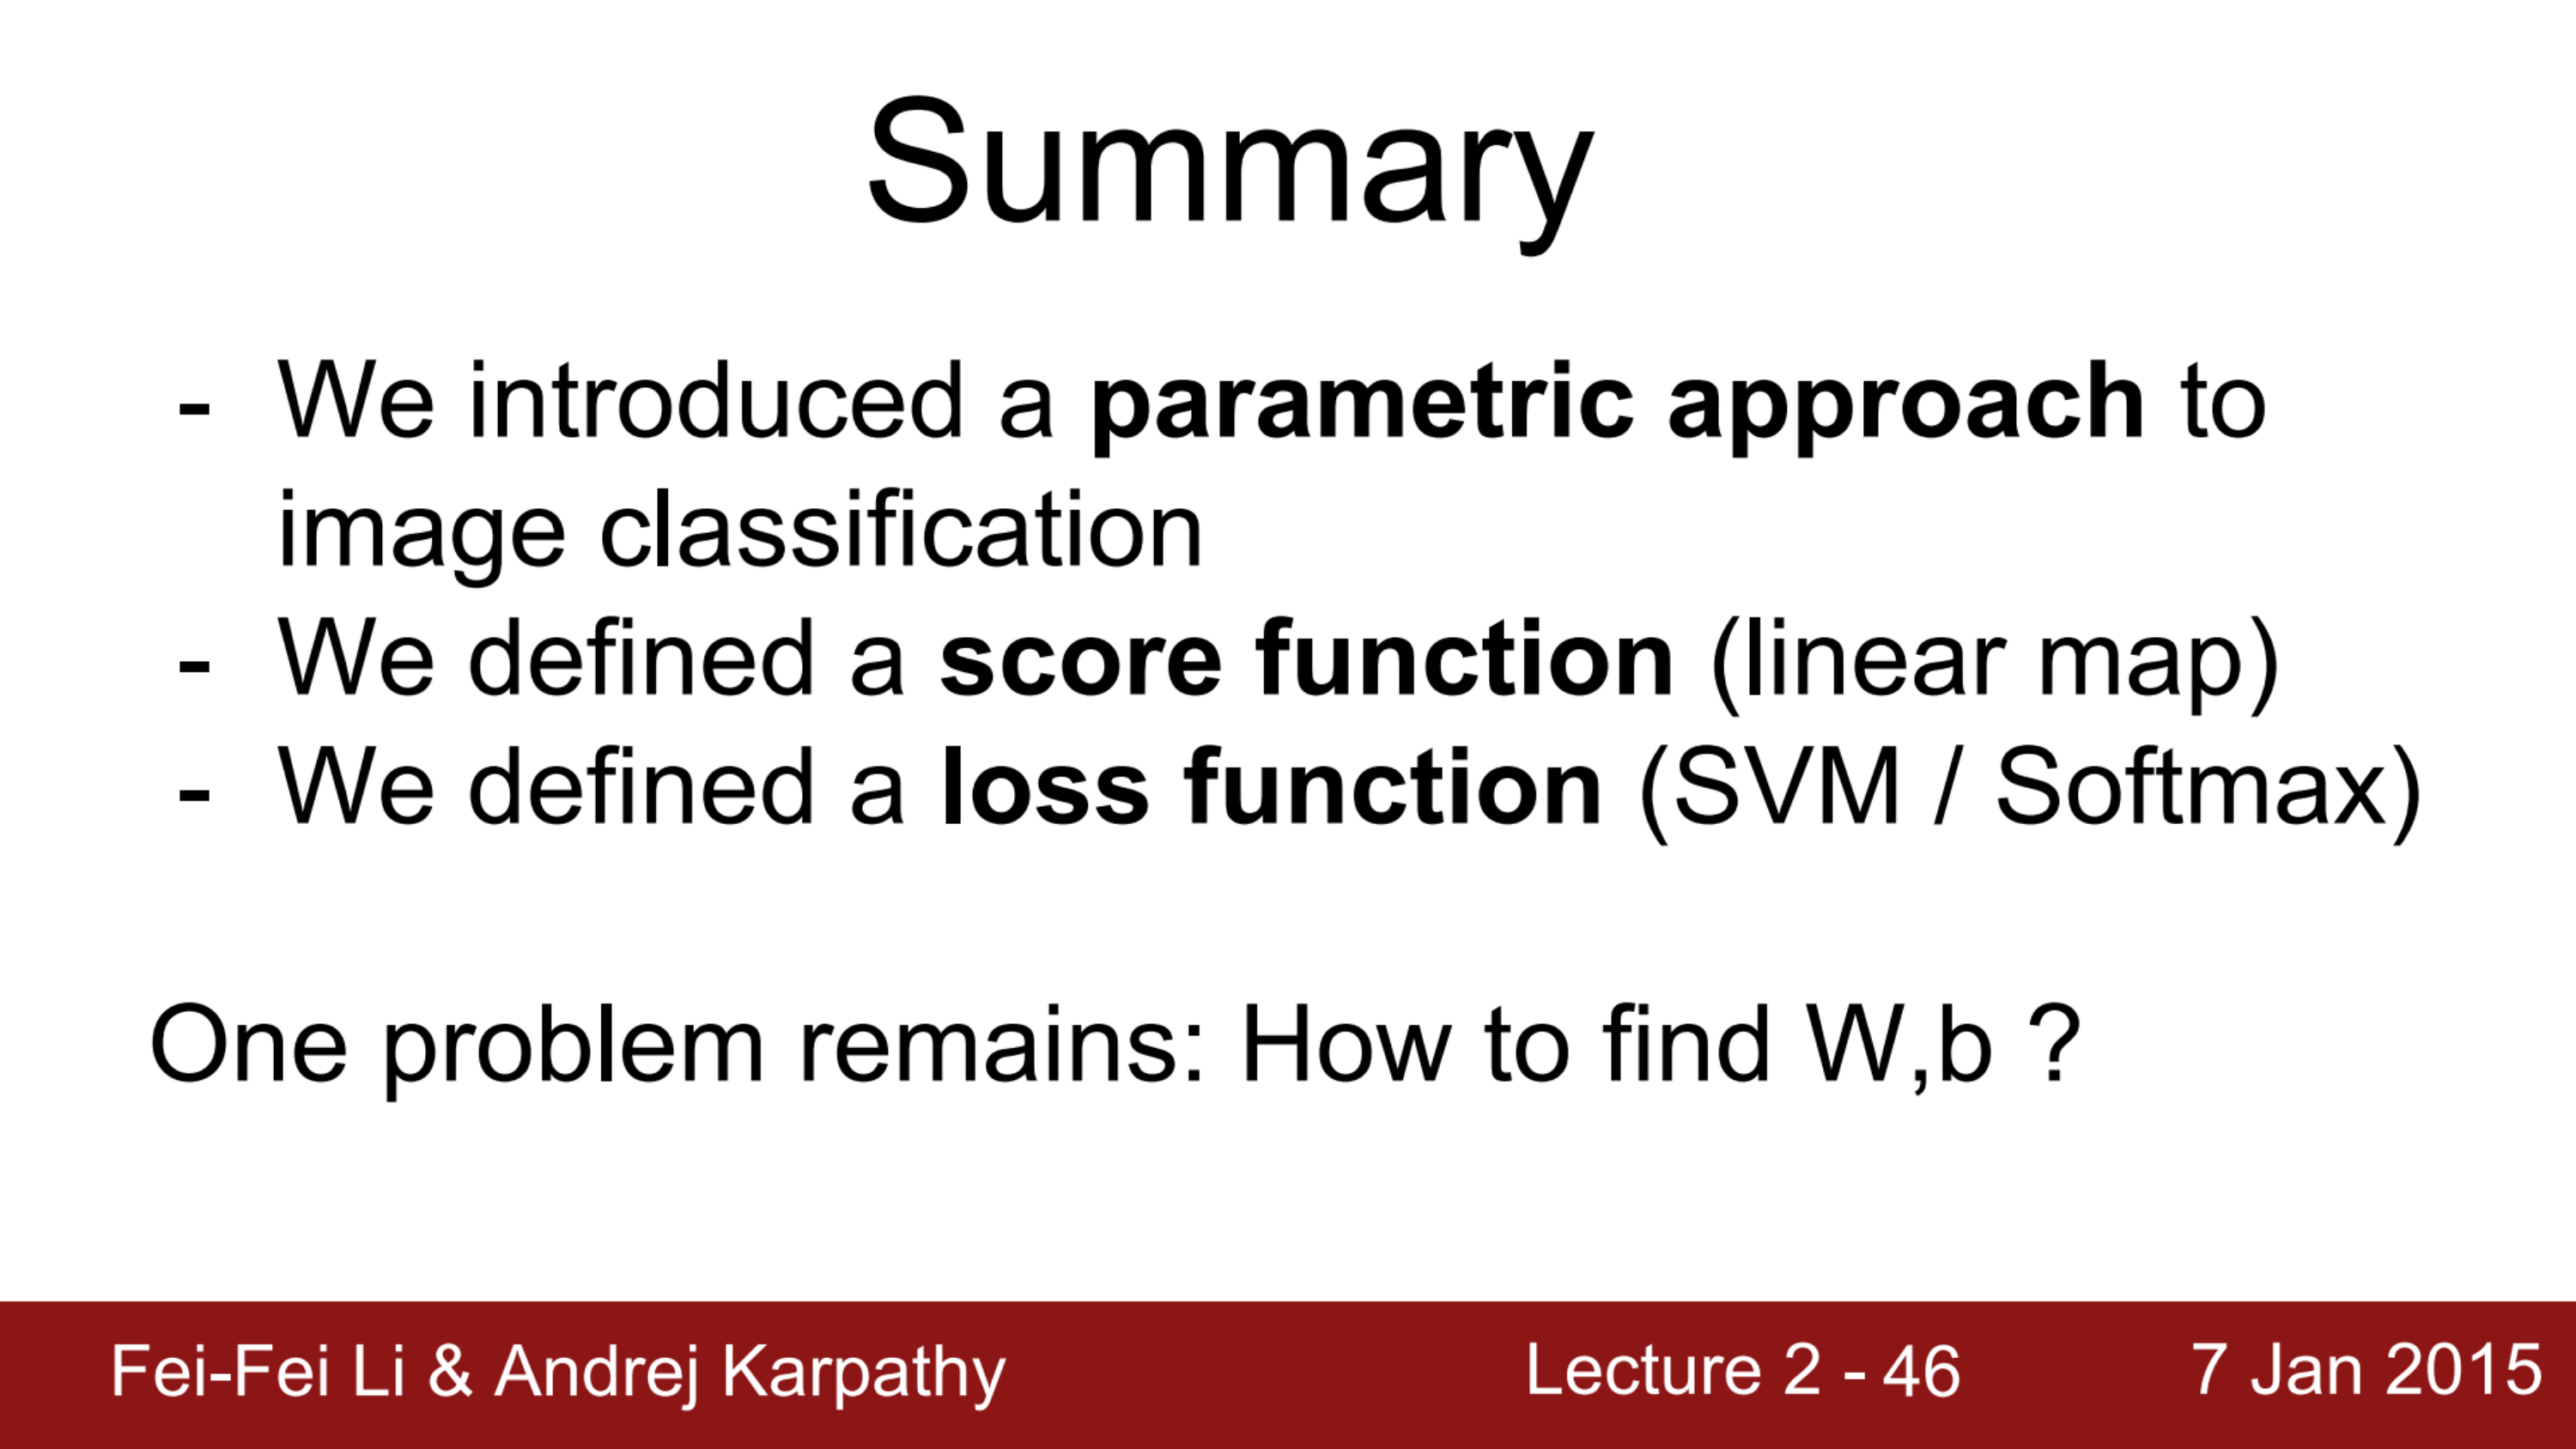 Summary
- We introduced a parametric approach to
image classification
- We defined a score function (linear map)
- We defined a loss function (SVM / Softmax)
One problem remains: How to find W,b ?
Fei-Fei Li & Andrej Karpathy
Lecture 2 - 46
7 Jan 2015